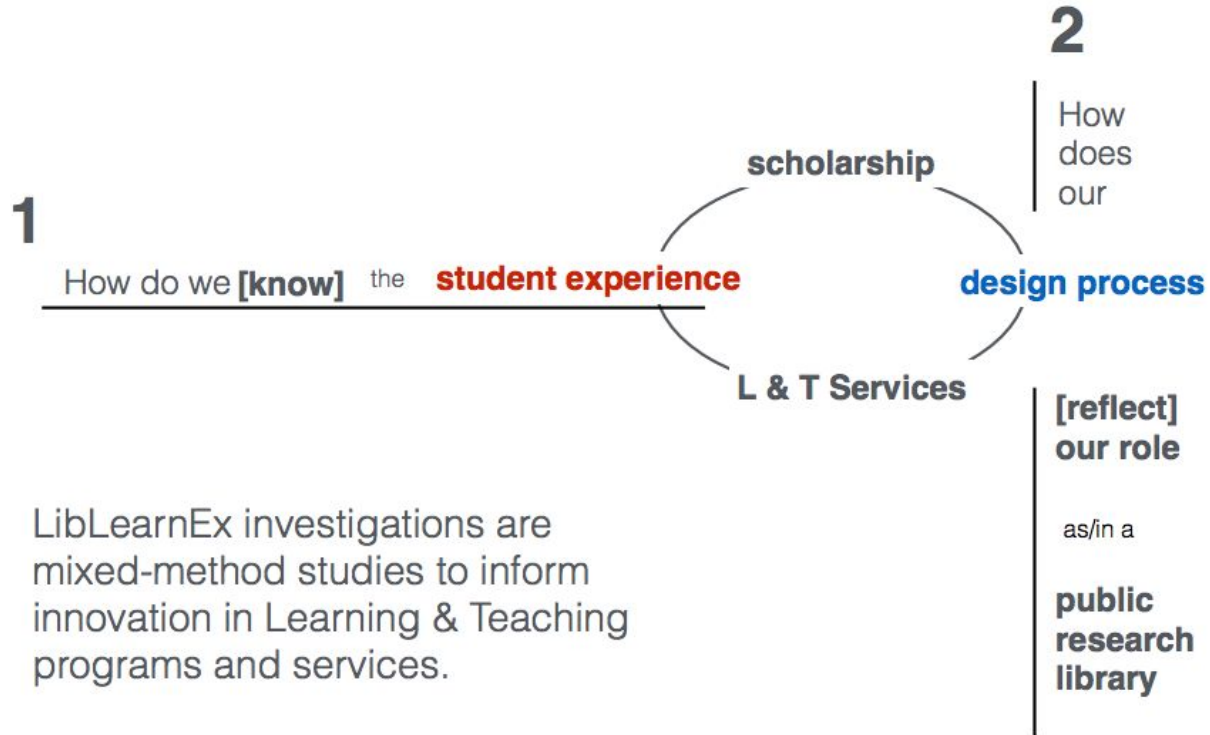 1
How do we [know] the student experience
scholarship
L & T Services
2
How
does
our
design process
[reflect]
our role
as/in a
public
research
library
LibLearnEx investigations are
mixed-method studies to inform
innovation in Learning & Teaching
programs and services.